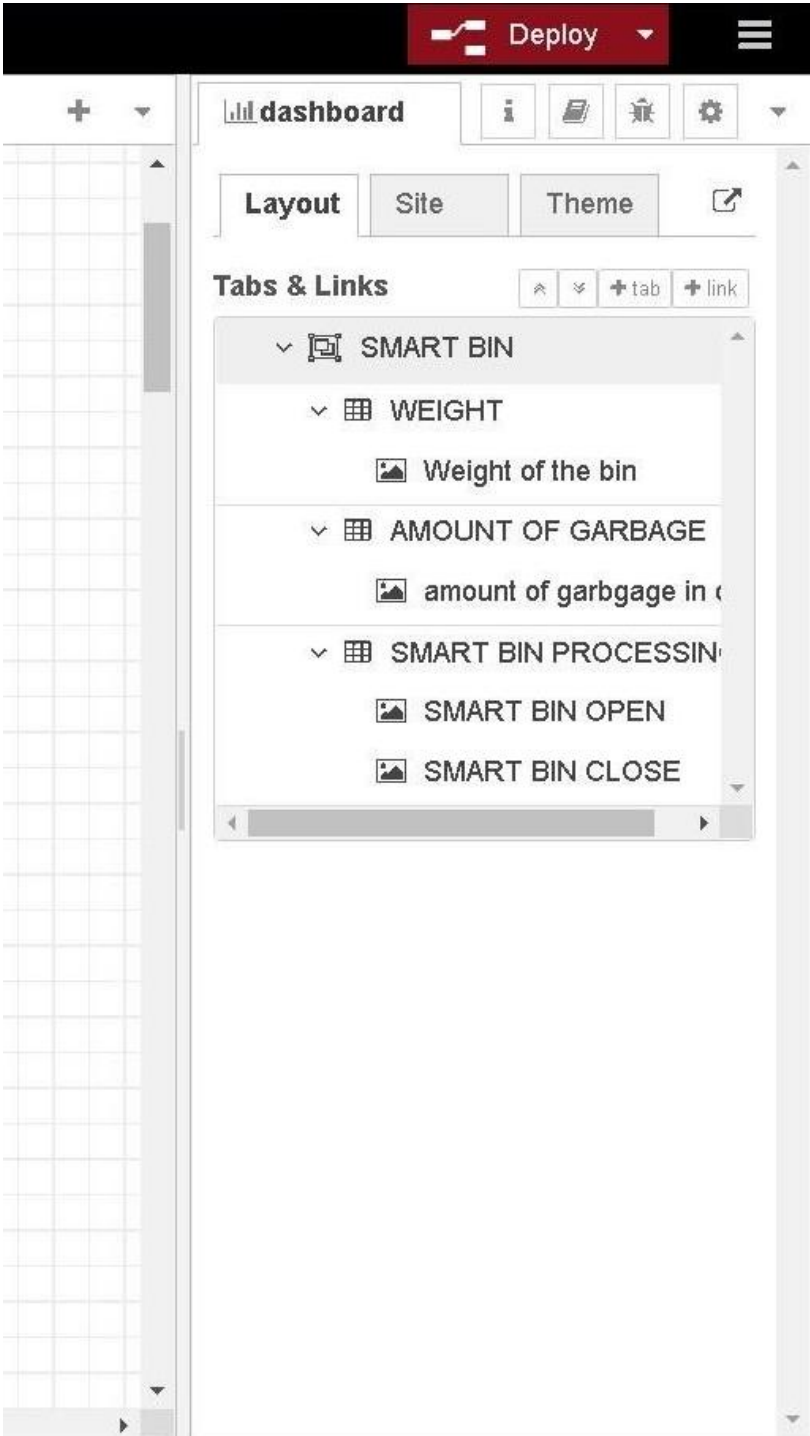 Deploy
dashboard
Layout Site Theme
Tabs & Links tab link
SMART BIN
WEIGHT
Weight of the bin
AMOUNT OF GARBAGE
amount of garbgage in
SMART BIN PROCESSIN
SMART BIN OPEN
SMART BIN CLOSE